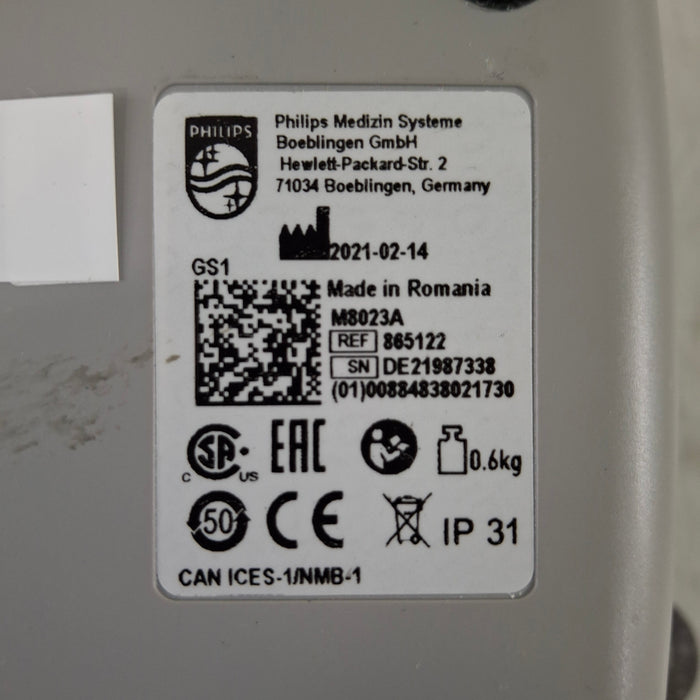 PHILIPS
Philips Medizin Systeme
Boeblingen GmbH
Hewlett-Packard-Str. 2
71034 Boeblingen, Germany
2021-02-14
GS1
Made in Romania
M8023A
REF 865122
SN DE21987338
(01)00884838021730
C SA US
EAC
0.6kg
50
CE
IP 31
CAN ICES-1/NMB-1